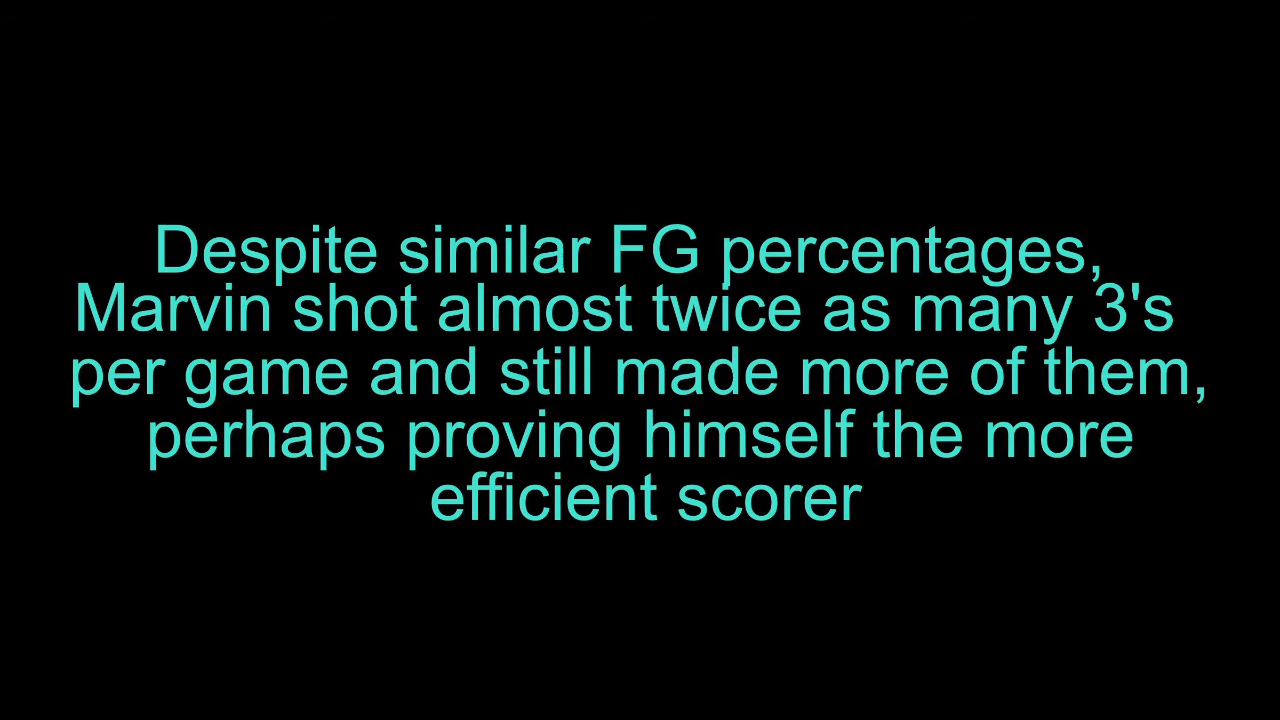 Despite similar FG percentages,
Marvin shot almost twice as many 3's
per game and still made more of them,
perhaps proving himself the more
efficient scorer